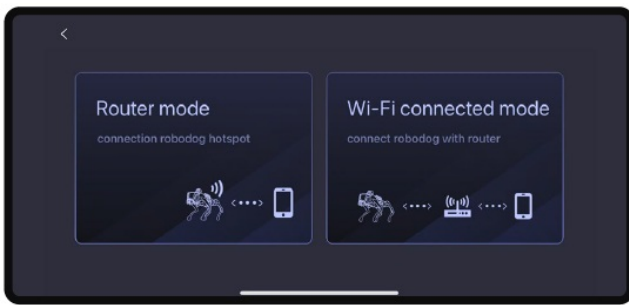 Router mode
connection robodog hotspot
Wi-Fi connected mode
connect robodog with router